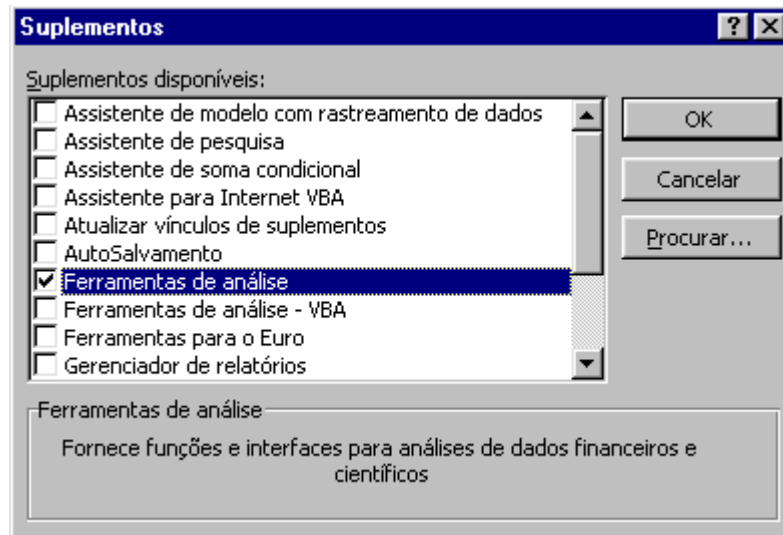 Suplementos
Suplementos disponíveis:
Assistente de modelo com rastreamento de dados
Assistente de pesquisa
Assistente de soma condicional
Assistente para Internet VBA
Atualizar vínculos de suplementos
AutoSalvamento
Ferramentas de análise
Ferramentas de análise - VBA
Ferramentas para o Euro
Gerenciador de relatórios
OK
Cancelar
Procurar...
Ferramentas de análise
Fornece funções e interfaces para análises de dados financeiros e
científicos